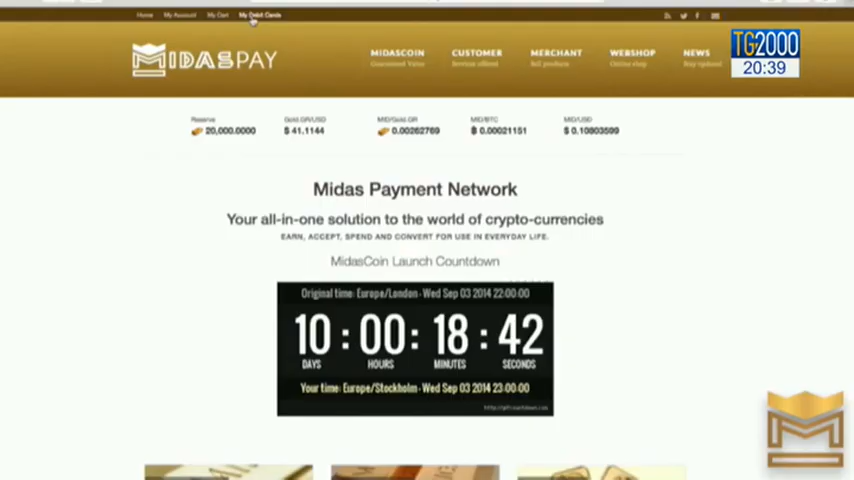 Home My Account My Cart My Debit Cards
TG2000
20:39
MIDASPAY
MIDASCOIN CUSTOMER MERCHANT WEBSHOP NEWS
Guaranteed Value Services offered Sell products Online shop Stay updated
Reserve Gold GR/USD MID/Gold GR MID/BTC MID/USD
20,000.0000 $ 41.1144 0.00262769 ฿ 0.00021151 $ 0.10803599
Midas Payment Network
Your all-in-one solution to the world of crypto-currencies
EARN, ACCEPT, SPEND AND CONVERT FOR USE IN EVERYDAY LIFE.
MidasCoin Launch Countdown
Original time: Europe/London - Wed Sep 03 2014 22:00:00
10 : 00 : 18 : 42
DAYS HOURS MINUTES SECONDS
Your time: Europe/Stockholm - Wed Sep 03 2014 23:00:00